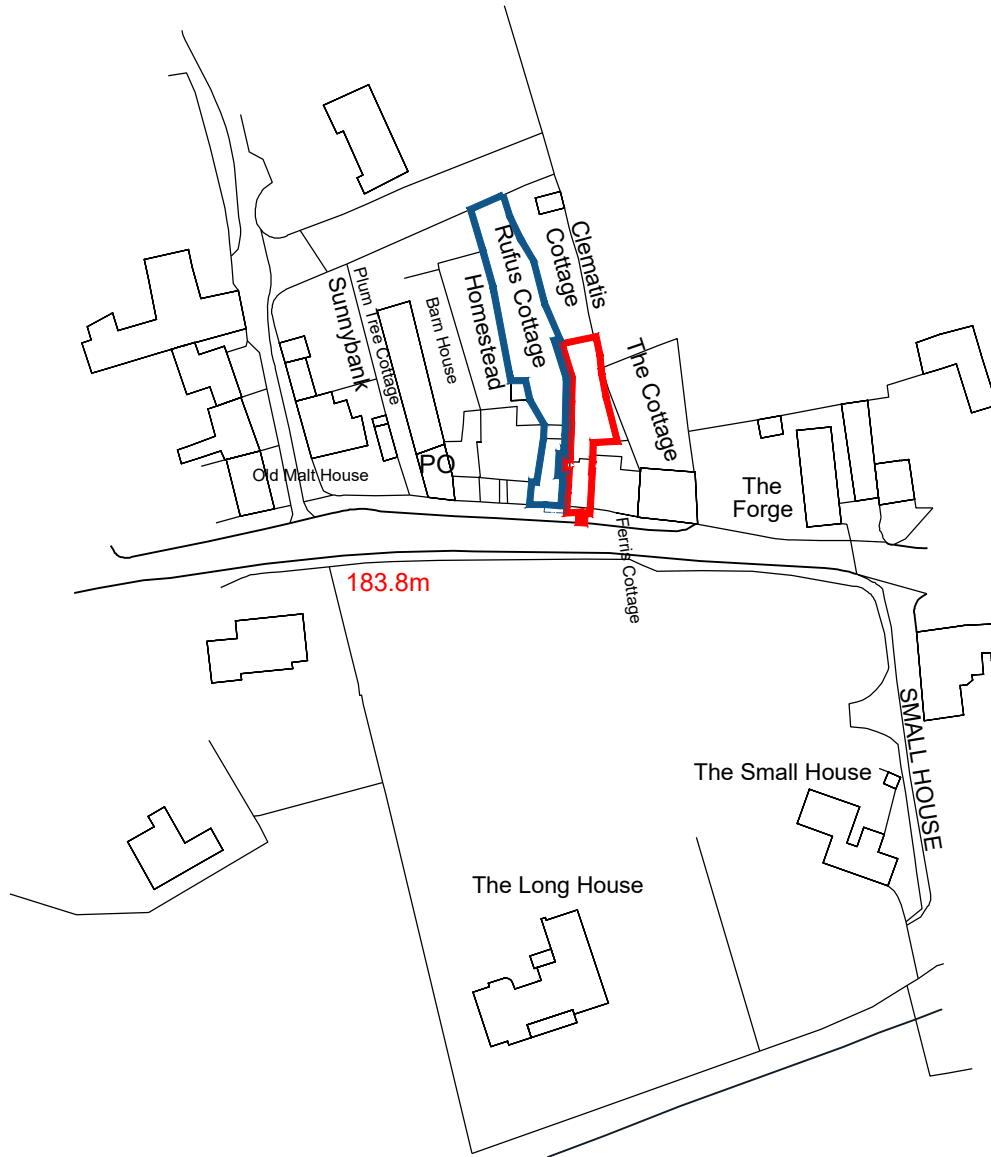 Clematis
Cottage
Rufus Cottage
Homestead
Plum Tree Cottage
Sunnybank
Barn House
The Cottage
PO
Old Malt House
The
Forge
Ferris Cottage
183.8m
SMALL HOUSE
The Small House
The Long House